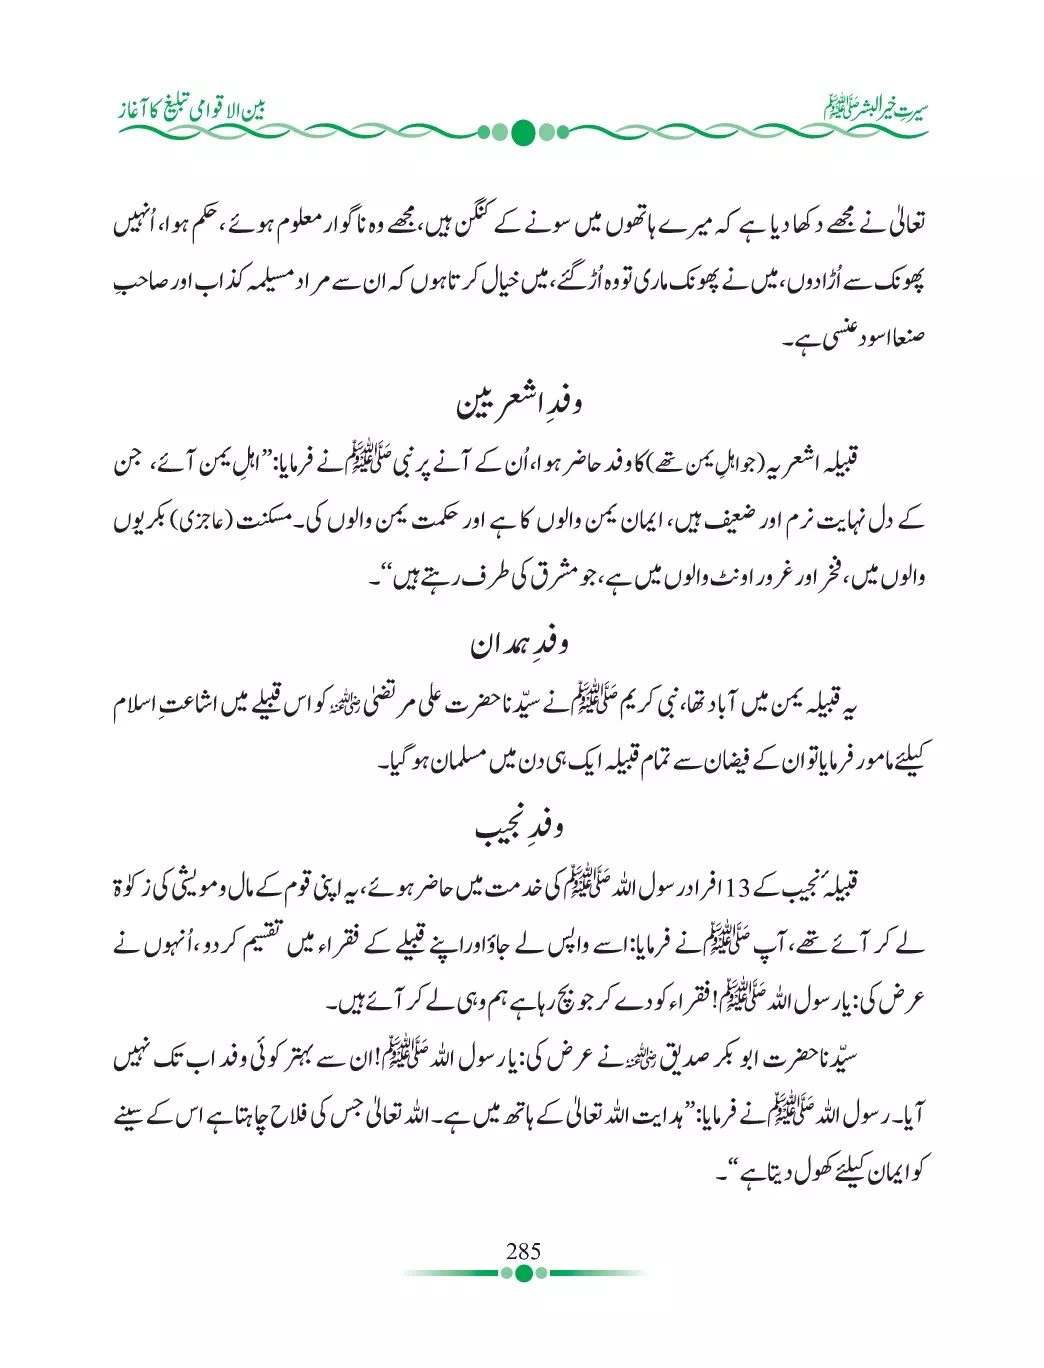 سیرتِ خیر البشر ﷺ
بین الاقوامی تبلیغ کا آغاز
تعالیٰ نے مجھے دکھا دیا ہے کہ میرے ہاتھوں میں سونے کے کنگن ہیں، مجھے وہ ناگوار معلوم ہوئے، حکم ہوا، اُنہیں
پھونک سے اُڑادوں، میں نے پھونک ماری تو وہ اُڑ گئے، میں خیال کرتاہوں کہ ان سے مراد مسیلمہ کذاب اور صاحبِ
صنعا اسود عنسی ہے۔
وفدِ اشعریین
قبیلہ اشعریہ (جو اہلِ یمن تھے) کا وفد حاضر ہوا، اُن کے آنے پر نبی ﷺ نے فرمایا: ”اہلِ یمن آئے، جن
کے دل نہایت نرم اور ضعیف ہیں، ایمان یمن والوں کا ہے اور حکمت یمن والوں کی۔ مسکنت (عاجزی) بکریوں
والوں میں، فخر اور غرور اونٹ والوں میں ہے، جو مشرق کی طرف رہتے ہیں“۔
وفدِ ہمدان
یہ قبیلہ یمن میں آباد تھا، نبی کریم ﷺ نے سیّدنا حضرت علی مرتضیٰ رضی اللہ عنہ کو اس قبیلے میں اشاعتِ اسلام
کیلئے مامور فرمایا تو ان کے فیضان سے تمام قبیلہ ایک ہی دن میں مسلمان ہو گیا۔
وفدِ نجیب
قبیلۂ نجیب کے 13 افراد رسول اللہ ﷺ کی خدمت میں حاضر ہوئے، یہ اپنی قوم کے مال و مویشی کی زکوٰۃ
لے کر آئے تھے، آپ ﷺ نے فرمایا: اسے واپس لے جاؤ اور اپنے قبیلے کے فقراء میں تقسیم کر دو، اُنہوں نے
عرض کی: یارسول اللہ ﷺ! فقراء کو دے کر جو بچ رہا ہے ہم وہی لے کر آئے ہیں۔
سیّدنا حضرت ابو بکر صدیق رضی اللہ عنہ نے عرض کی: یارسول اللہ ﷺ! ان سے بہتر کوئی وفد اب تک نہیں
آیا۔ رسول اللہ ﷺ نے فرمایا: ”ہدایت اللہ تعالیٰ کے ہاتھ میں ہے۔ اللہ تعالیٰ جس کی فلاح چاہتا ہے اس کے سینے
کو ایمان کیلئے کھول دیتا ہے“۔
285